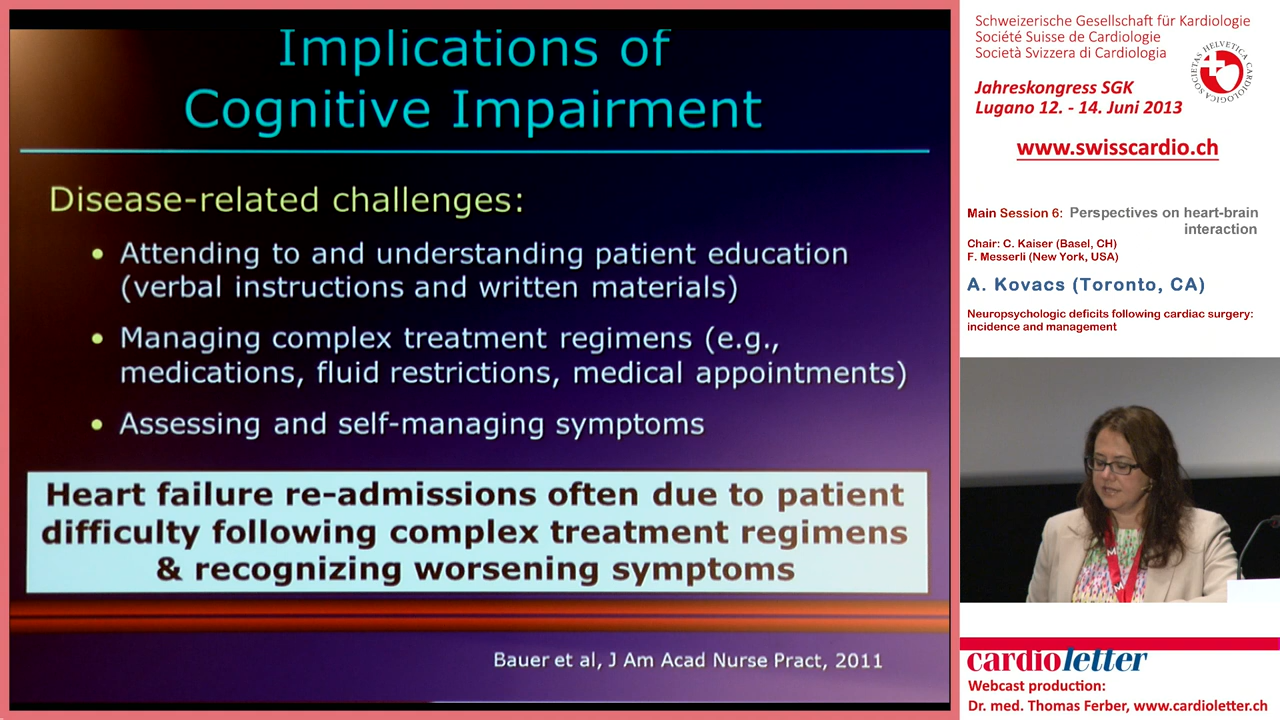 Implications of
Cognitive Impairment
Disease-related challenges:
• Attending to and understanding patient education
(verbal instructions and written materials)
• Managing complex treatment regimens (e.g.,
medications, fluid restrictions, medical appointments)
• Assessing and self-managing symptoms
Heart failure re-admissions often due to patient
difficulty following complex treatment regimens
& recognizing worsening symptoms
Bauer et al, J Am Acad Nurse Pract, 2011
Schweizerische Gesellschaft für Kardiologie
Société Suisse de Cardiologie
Società Svizzera di Cardiologia
SOCIETAS HELVETICA CARDIOLOGICA
Jahreskongress SGK
Lugano 12. - 14. Juni 2013
www.swisscardio.ch
Main Session 6: Perspectives on heart-brain
interaction
Chair: C. Kaiser (Basel, CH)
F. Messerli (New York, USA)
A. Kovacs (Toronto, CA)
Neuropsychologic deficits following cardiac surgery:
incidence and management
cardioletter
Webcast production:
Dr. med. Thomas Ferber, www.cardioletter.ch